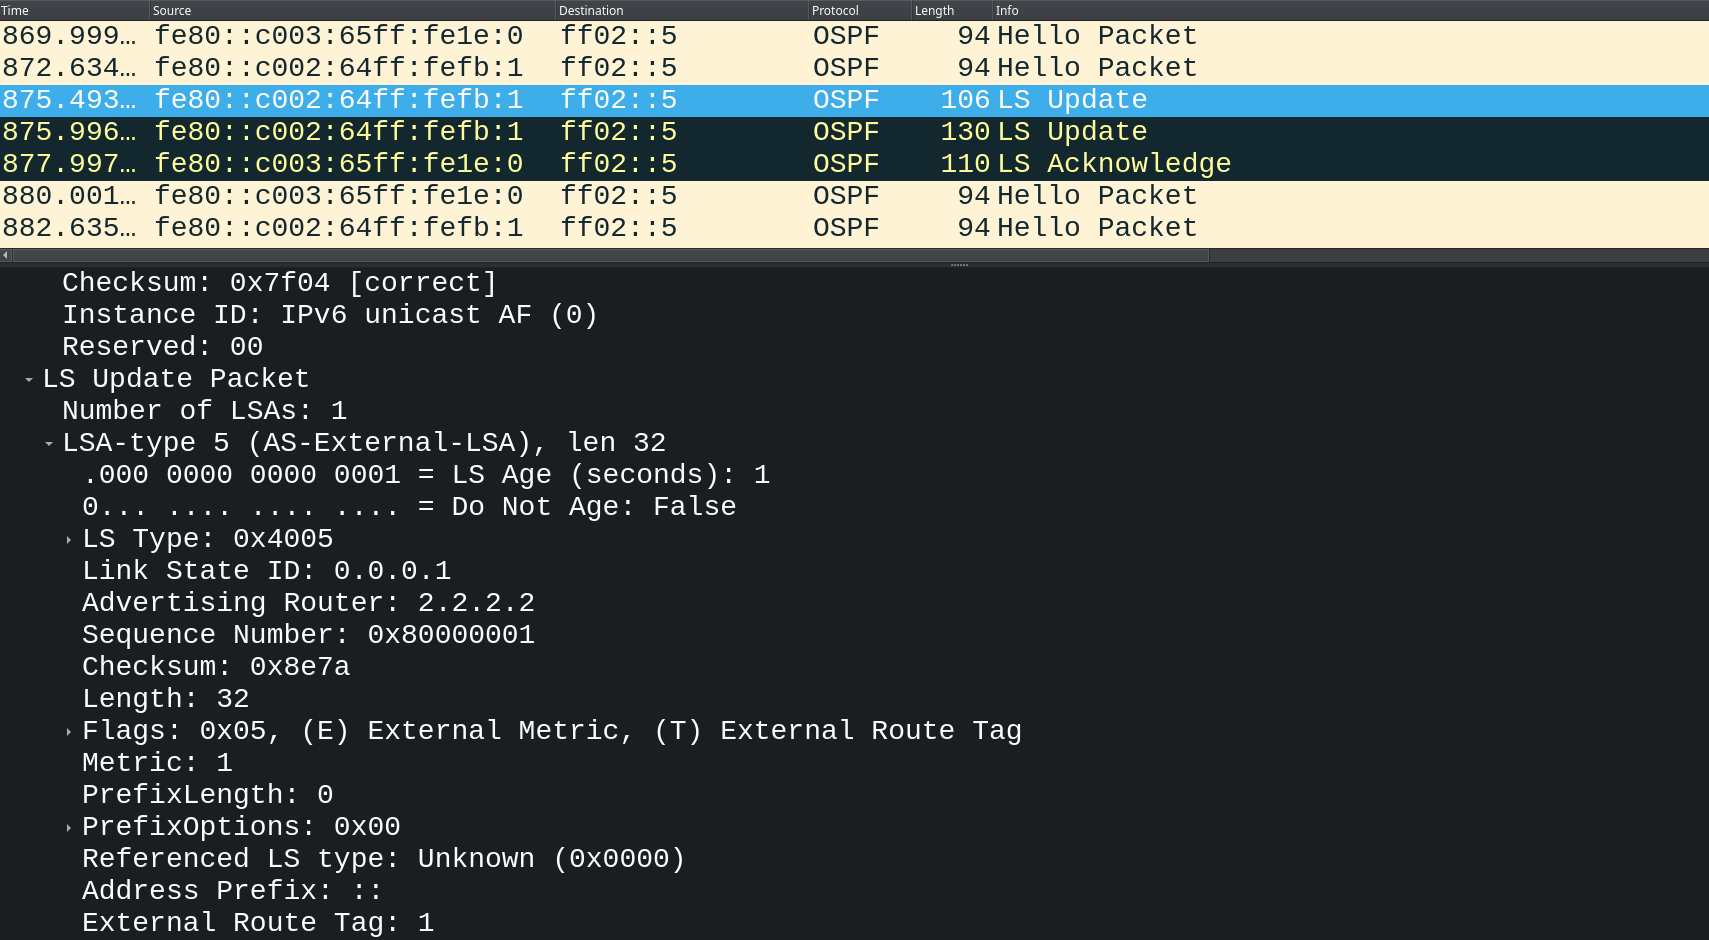 Time Source Destination Protocol Length Info
869.999… fe80::c003:65ff:fe1e:0 ff02::5 OSPF 94 Hello Packet
872.634… fe80::c002:64ff:fefb:1 ff02::5 OSPF 94 Hello Packet
875.493… fe80::c002:64ff:fefb:1 ff02::5 OSPF 106 LS Update
875.996… fe80::c002:64ff:fefb:1 ff02::5 OSPF 130 LS Update
877.997… fe80::c003:65ff:fe1e:0 ff02::5 OSPF 110 LS Acknowledge
880.001… fe80::c003:65ff:fe1e:0 ff02::5 OSPF 94 Hello Packet
882.635… fe80::c002:64ff:fefb:1 ff02::5 OSPF 94 Hello Packet
Checksum: 0x7f04 [correct]
Instance ID: IPv6 unicast AF (0)
Reserved: 00
LS Update Packet
Number of LSAs: 1
LSA-type 5 (AS-External-LSA), len 32
.000 0000 0000 0001 = LS Age (seconds): 1
0... .... .... .... = Do Not Age: False
LS Type: 0x4005
Link State ID: 0.0.0.1
Advertising Router: 2.2.2.2
Sequence Number: 0x80000001
Checksum: 0x8e7a
Length: 32
Flags: 0x05, (E) External Metric, (T) External Route Tag
Metric: 1
PrefixLength: 0
PrefixOptions: 0x00
Referenced LS type: Unknown (0x0000)
Address Prefix: ::
External Route Tag: 1